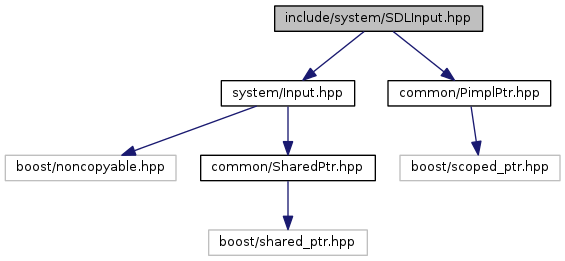 include/system/SDLInput.hpp
system/Input.hpp
common/PimplPtr.hpp
boost/noncopyable.hpp
common/SharedPtr.hpp
boost/scoped_ptr.hpp
boost/shared_ptr.hpp